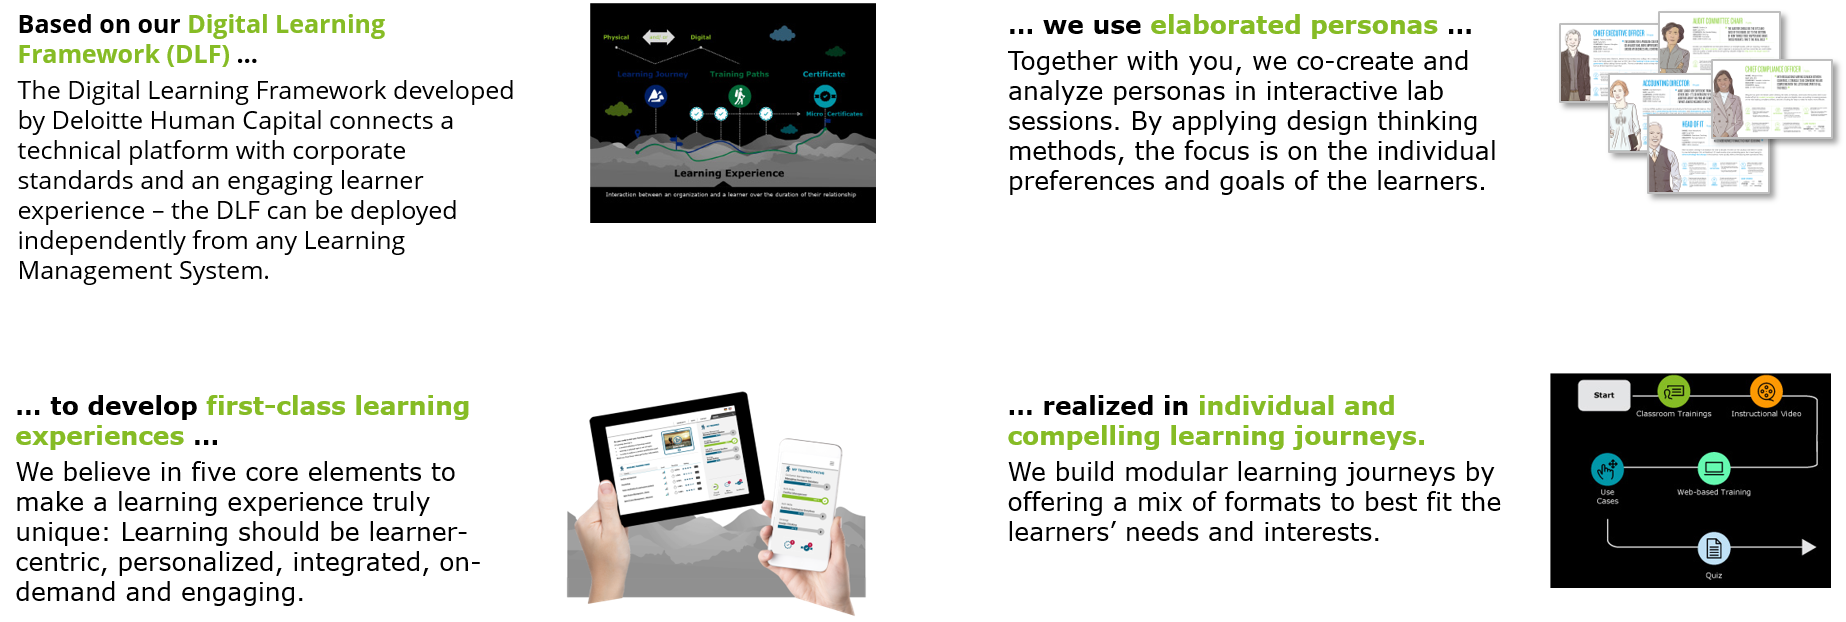 Based on our Digital Learning
Framework (DLF) ...
The Digital Learning Framework developed
by Deloitte Human Capital connects a
technical platform with corporate
standards and an engaging learner
experience – the DLF can be deployed
independently from any Learning
Management System.
Physical
Digital
Learning Journey
Training Paths
Certificate
Micro Certificates
Learning Experience
Interaction between an organization and a learner over the duration of their relationship
... we use elaborated personas ...
Together with you, we co-create and
analyze personas in interactive lab
sessions. By applying design thinking
methods, the focus is on the individual
preferences and goals of the learners.
AUDIT COMMITTEE CHAIR
CHIEF EXECUTIVE OFFICER
CHIEF COMPLIANCE OFFICER
ACCOUNTING DIRECTOR
HEAD OF IT
... to develop first-class learning
experiences ...
We believe in five core elements to
make a learning experience truly
unique: Learning should be learner-
centric, personalized, integrated, on-
demand and engaging.
MY TRAINING PATHS
... realized in individual and
compelling learning journeys.
We build modular learning journeys by
offering a mix of formats to best fit the
learners’ needs and interests.
Start
Classroom Trainings
Instructional Video
Use
Cases
Web-based Training
Quiz